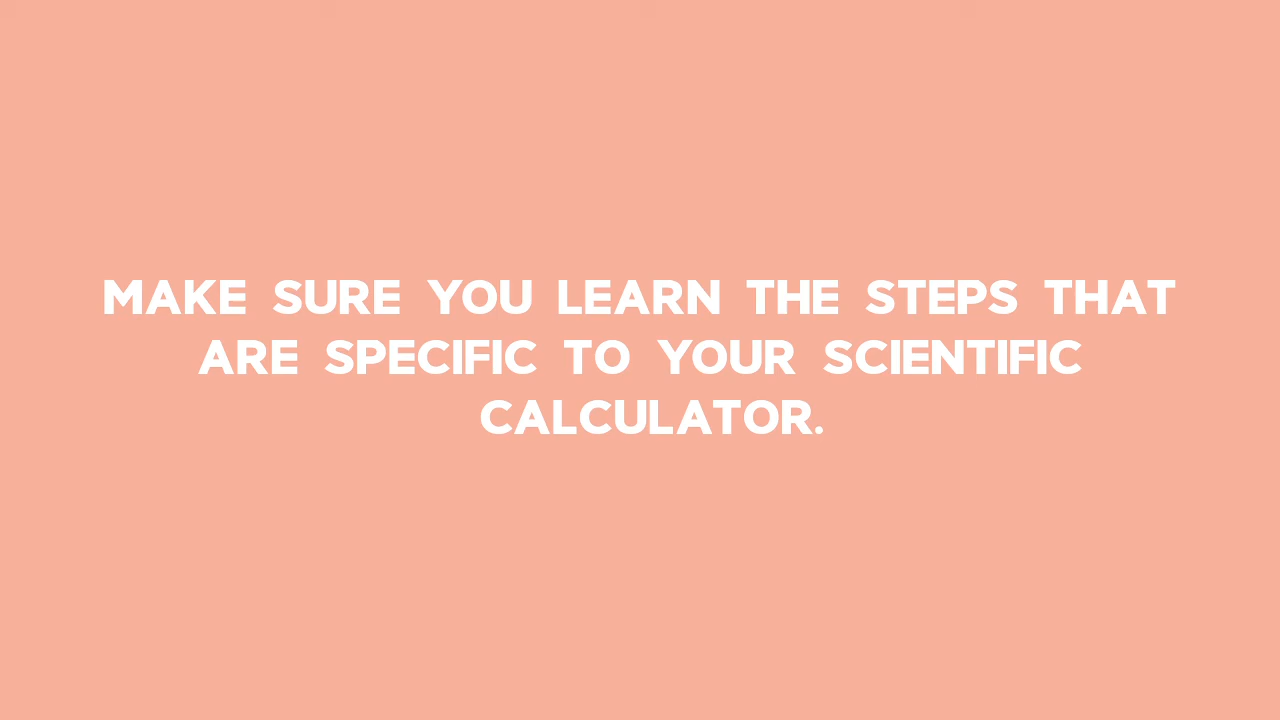 MAKE SURE YOU LEARN THE STEPS THAT
ARE SPECIFIC TO YOUR SCIENTIFIC
CALCULATOR.